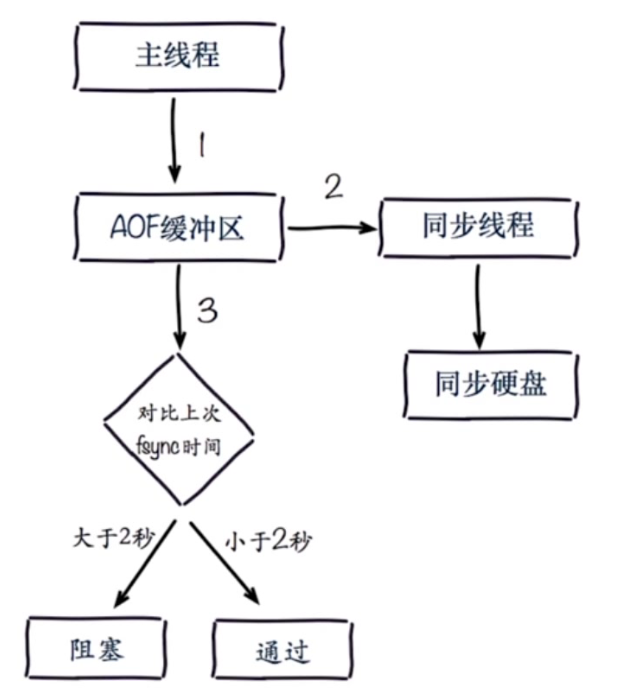 主线程
1
AOF缓冲区
2
同步线程
3
同步硬盘
对比上次
fsync时间
大于2秒
小于2秒
阻塞
通过